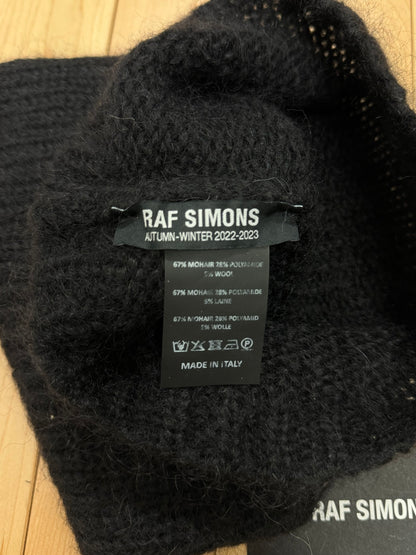 RAF SIMONS
AUTUMN-WINTER 2022-2023
67% MOHAIR 28% POLYAMIDE
5% WOOL
67% MOHAIR 28% POLYAMIDE
5% LAINE
67% MOHAIR 28% POLYAMID
5% WOLLE
MADE IN ITALY
RAF SIMONS